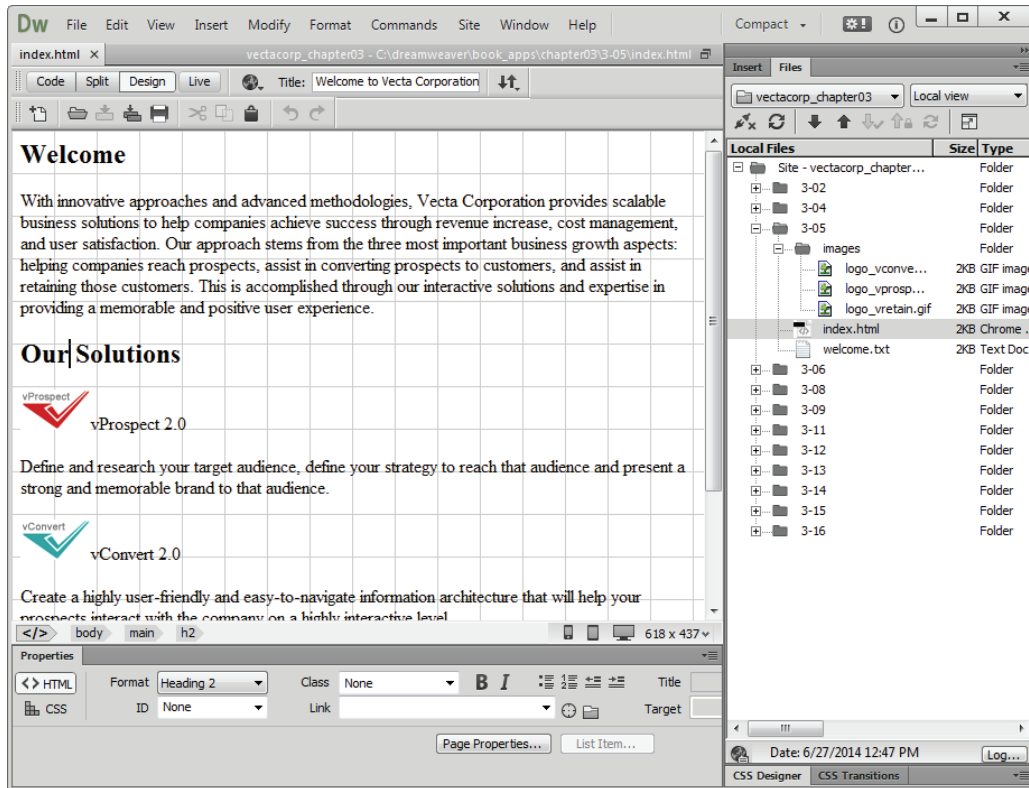 Dw File Edit View Insert Modify Format Commands Site Window Help Compact
index.html × vectacorp_chapter03 - C:\dreamweaver\book_apps\chapter03\3-05\index.html
Code Split Design Live Title: Welcome to Vecta Corporation
Welcome
With innovative approaches and advanced methodologies, Vecta Corporation provides scalable
business solutions to help companies achieve success through revenue increase, cost management,
and user satisfaction. Our approach stems from the three most important business growth aspects:
helping companies reach prospects, assist in converting prospects to customers, and assist in
retaining those customers. This is accomplished through our interactive solutions and expertise in
providing a memorable and positive user experience.
Our Solutions
vProspect
vProspect 2.0
Define and research your target audience, define your strategy to reach that audience and present a
strong and memorable brand to that audience.
vConvert
vConvert 2.0
Create a highly user-friendly and easy-to-navigate information architecture that will help your
prospects interact with the company on a highly interactive level
</> body main h2 618 x 437
Properties
<> HTML Format Heading 2 Class None B I Title
CSS ID None Link Target
Page Properties... List Item...
Insert Files
vectacorp_chapter03 Local view
Local Files Size Type
Site - vectacorp_chapter... Folder
3-02 Folder
3-04 Folder
3-05 Folder
images Folder
logo_vconve... 2KB GIF image
logo_vprosp... 2KB GIF image
logo_vretain.gif 2KB GIF image
index.html 2KB Chrome .
welcome.txt 2KB Text Doc
3-06 Folder
3-08 Folder
3-09 Folder
3-11 Folder
3-12 Folder
3-13 Folder
3-14 Folder
3-15 Folder
3-16 Folder
Date: 6/27/2014 12:47 PM Log...
CSS Designer CSS Transitions